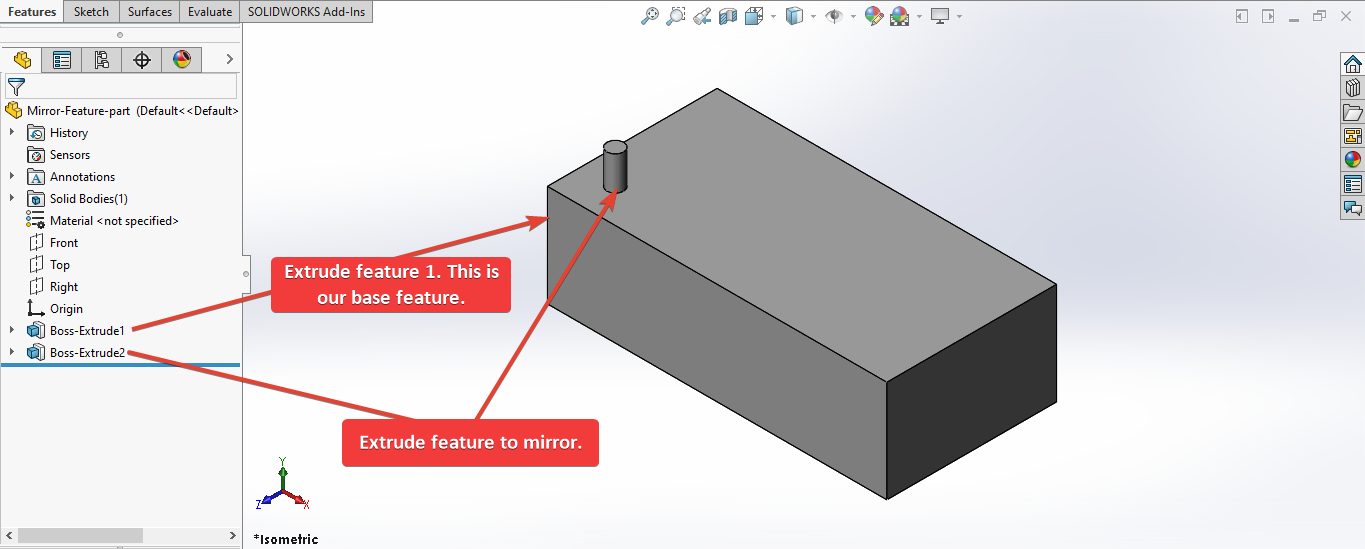 Features Sketch Surfaces Evaluate SOLIDWORKS Add-Ins
Mirror-Feature-part (Default<<Default>
History
Sensors
Annotations
Solid Bodies(1)
Material <not specified>
Front
Top
Right
Origin
Boss-Extrude1
Boss-Extrude2
Extrude feature 1. This is
our base feature.
Extrude feature to mirror.
Y
Z
X
*Isometric